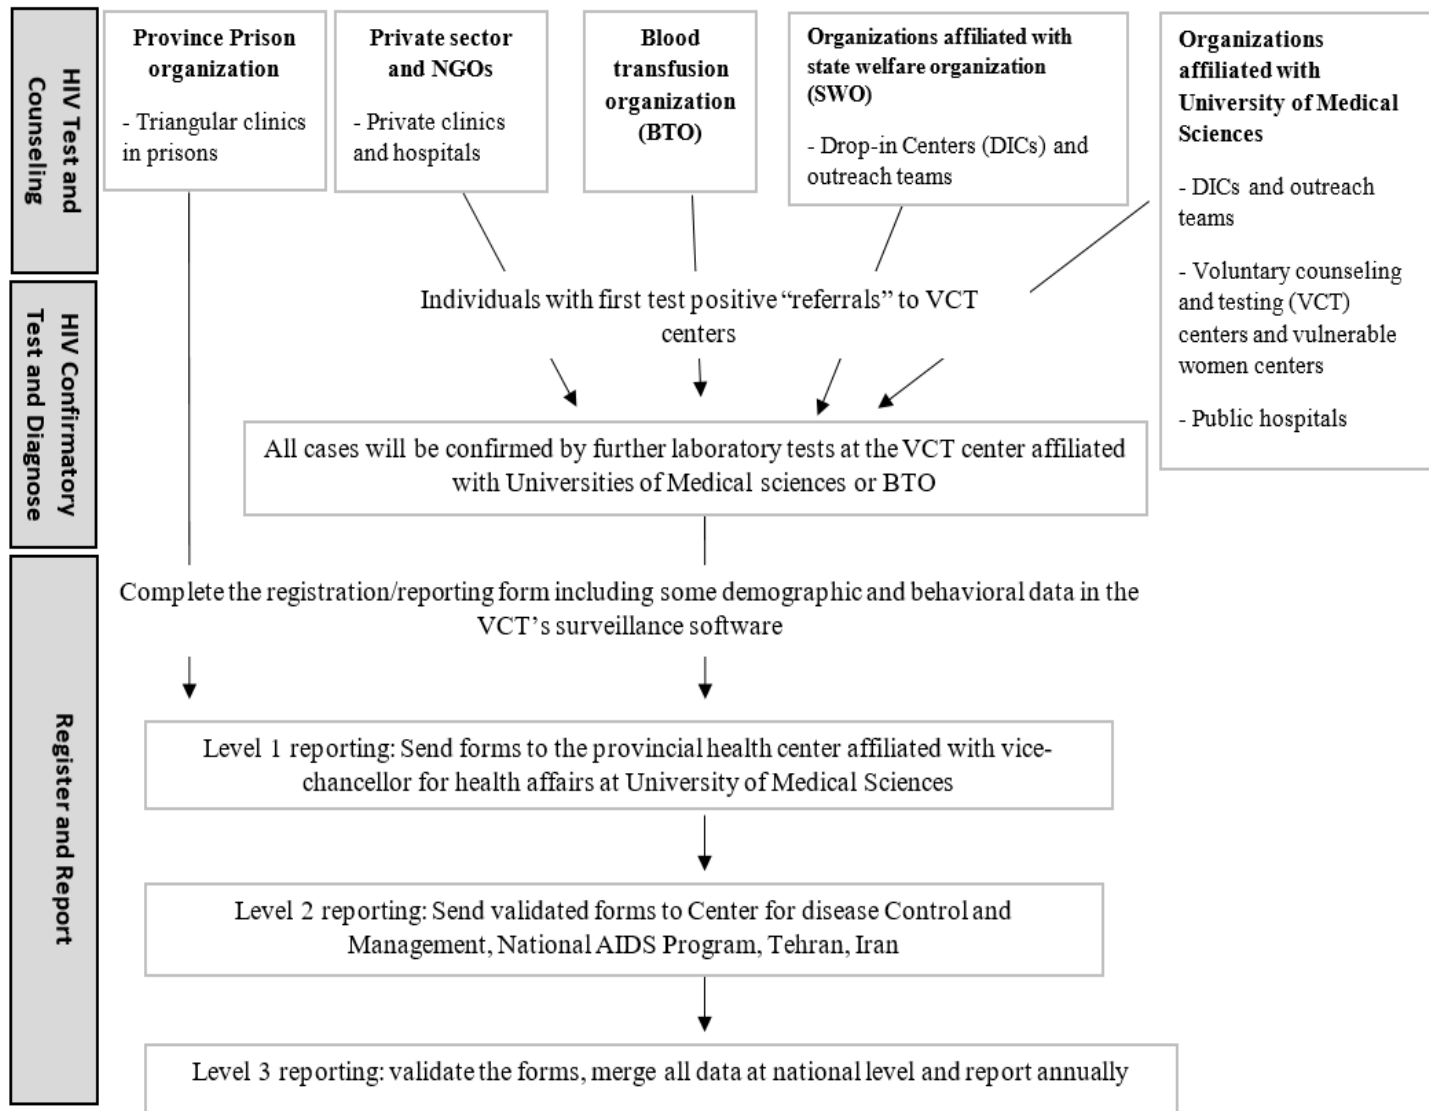 HIV Test and
Counseling
Province Prison
organization
- Triangular clinics
in prisons
Private sector
and NGOs
- Private clinics
and hospitals
Blood
transfusion
organization
(BTO)
Organizations affiliated with
state welfare organization
(SWO)
- Drop-in Centers (DICs) and
outreach teams
Organizations
affiliated with
University of Medical
Sciences
- DICs and outreach
teams
- Voluntary counseling
and testing (VCT)
centers and vulnerable
women centers
- Public hospitals
Individuals with first test positive “referrals” to VCT
centers
HIV Confirmatory
Test and Diagnose
All cases will be confirmed by further laboratory tests at the VCT center affiliated
with Universities of Medical sciences or BTO
Register and Report
Complete the registration/reporting form including some demographic and behavioral data in the
VCT’s surveillance software
Level 1 reporting: Send forms to the provincial health center affiliated with vice-
chancellor for health affairs at University of Medical Sciences
Level 2 reporting: Send validated forms to Center for disease Control and
Management, National AIDS Program, Tehran, Iran
Level 3 reporting: validate the forms, merge all data at national level and report annually